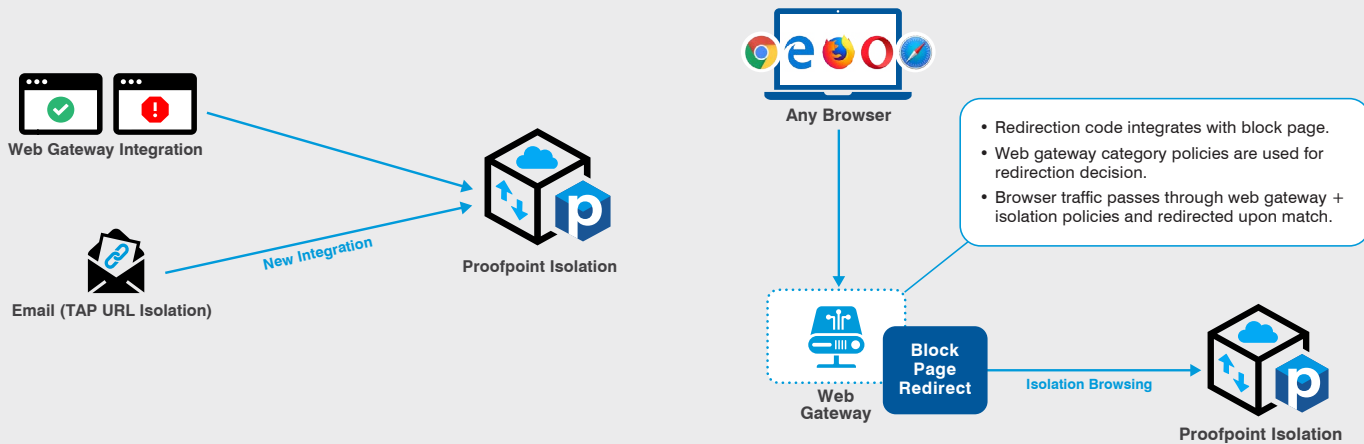 Web Gateway Integration
Email (TAP URL Isolation)
New Integration
Proofpoint Isolation
Any Browser
• Redirection code integrates with block page.
• Web gateway category policies are used for
redirection decision.
• Browser traffic passes through web gateway +
isolation policies and redirected upon match.
Web
Gateway
Block
Page
Redirect
Isolation Browsing
Proofpoint Isolation